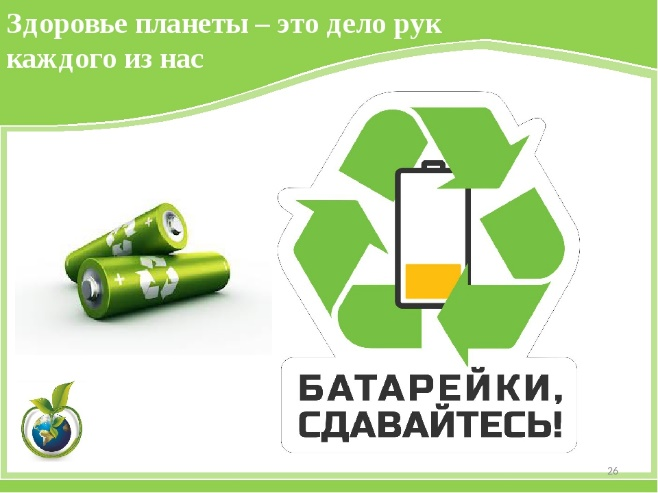 Здоровье планеты – это дело рук
каждого из нас
БАТАРЕЙКИ,
СДАВАЙТЕСЬ!
26